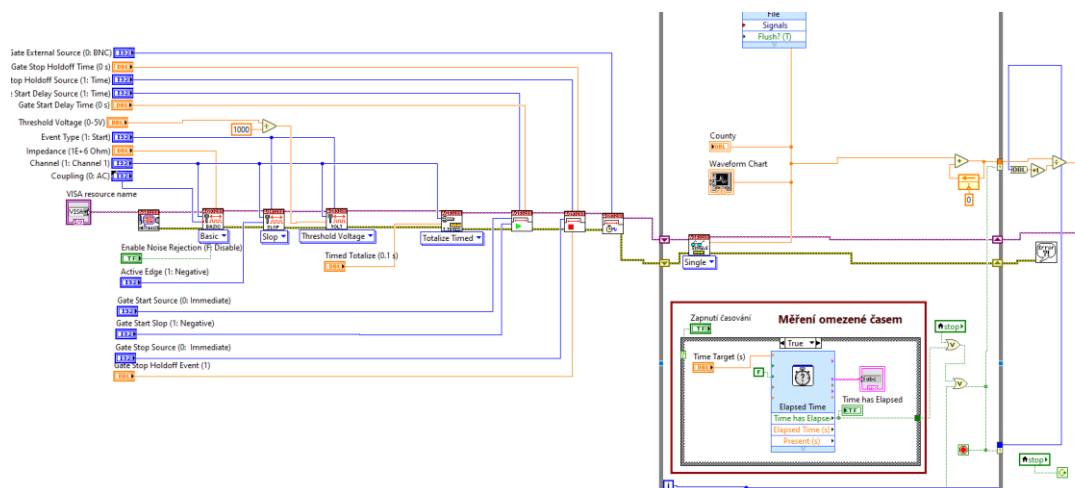 File
Signals
Flush? (T)
Gate External Source (0: BNC)
Gate Stop Holdoff Time (0 s)
Stop Holdoff Source (1: Time)
Start Delay Source (1: Time)
Gate Start Delay Time (0 s)
Threshold Voltage (0-5V)
1000
Event Type (1: Start)
Impedance (1E+6 Ohm)
Channel (1: Channel 1)
Coupling (0: AC)
VISA resource name
County
Waveform Chart
0
BASIC
SLOP
VOLT
Basic
Slop
Threshold Voltage
Totalize Timed
Single
Enable Noise Rejection (F: Disable)
Timed Totalize (0.1 s)
Active Edge (1: Negative)
Gate Start Source (0: Immediate)
Gate Start Slop (1: Negative)
Gate Stop Source (0: Immediate)
Gate Stop Holdoff Event (1)
Zapnutí časování
Měření omezené časem
True
Time Target (s)
F
Elapsed Time
Time has Elapsed
Time has Elapse
Elapsed Time (s)
Present (s)
stop
stop
i